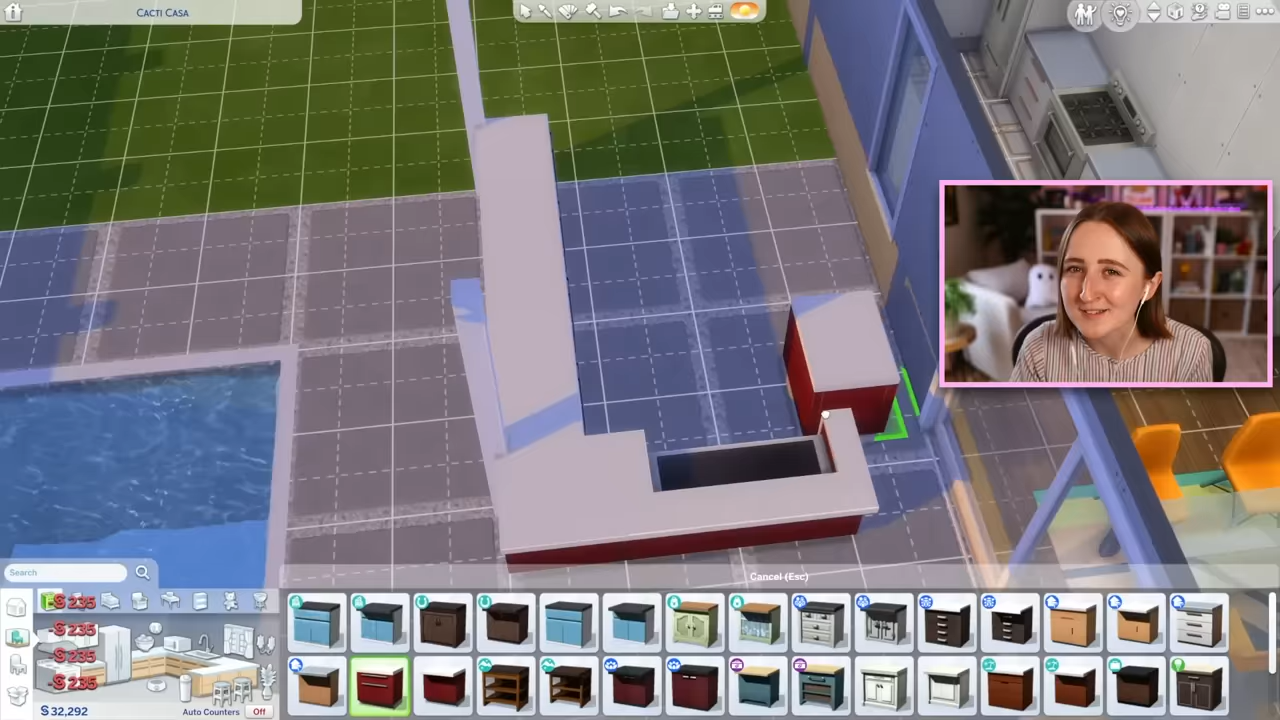 CACTI CASA
Cancel (Esc)
Search
S 235
S 235
S 235
S 235
S 32,292
Auto Counters
Off